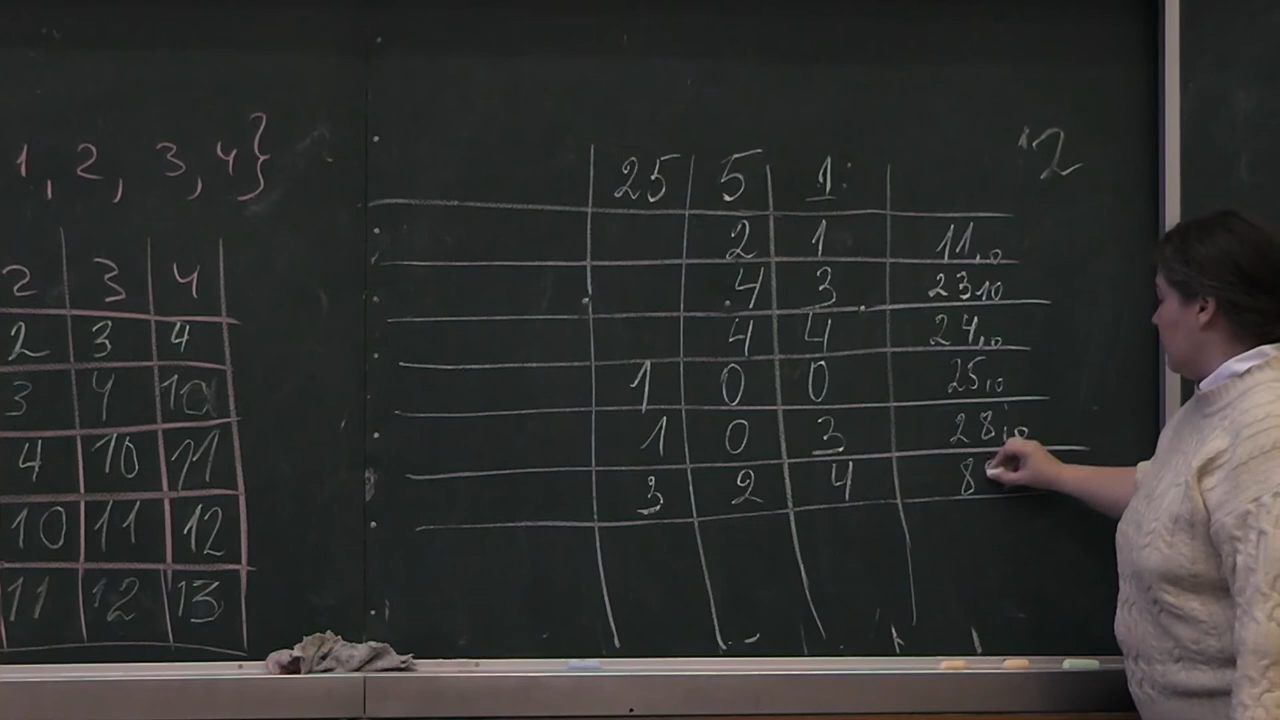 1, 2, 3, 4}
2 3 4
2 3 4
3 4 10
4 10 11
10 11 12
11 12 13
2
25 5 1
2 1 11₁₀
4 3 23₁₀
4 4 24₁₀
1 0 0 25₁₀
1 0 3 28₁₀
3 2 4 8